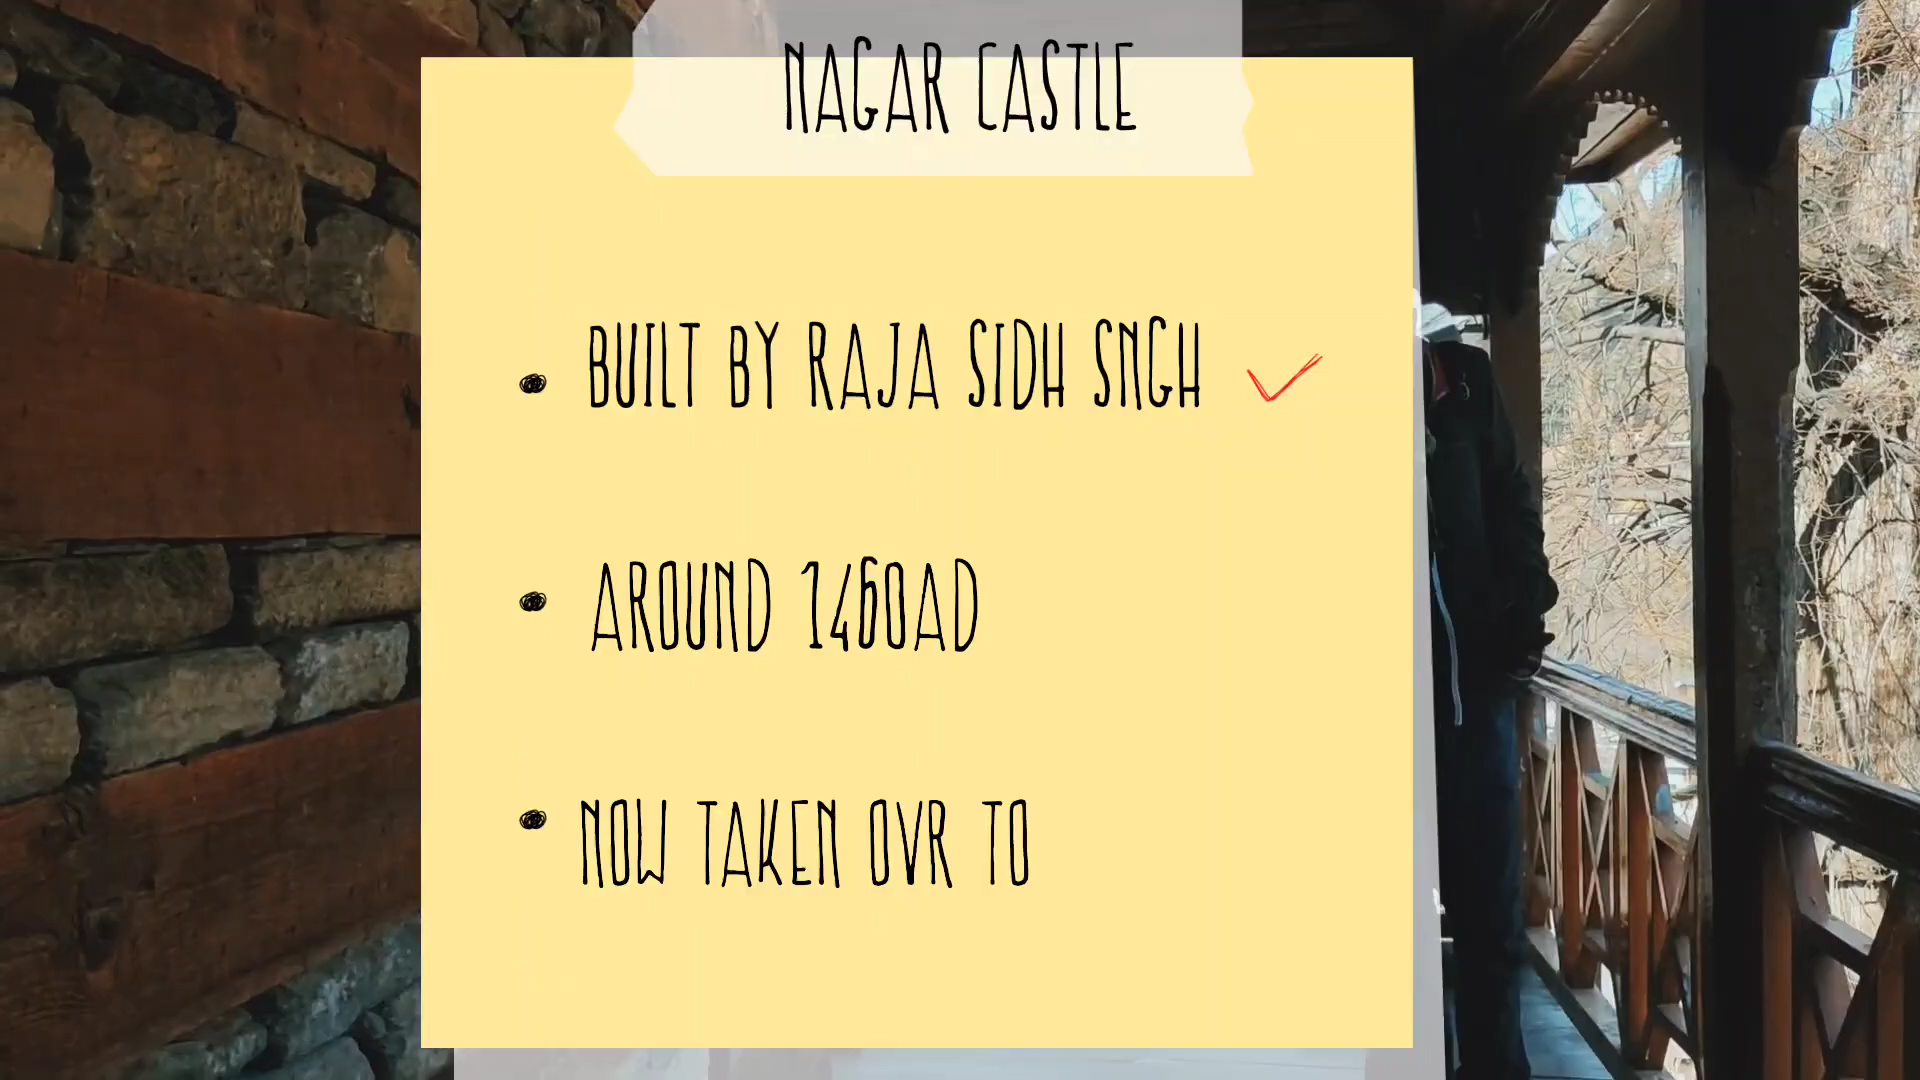 NAGAR CASTLE
BUILT BY RAJA SIDH SNGH
AROUND 1460AD
NOW TAKEN OVR TO